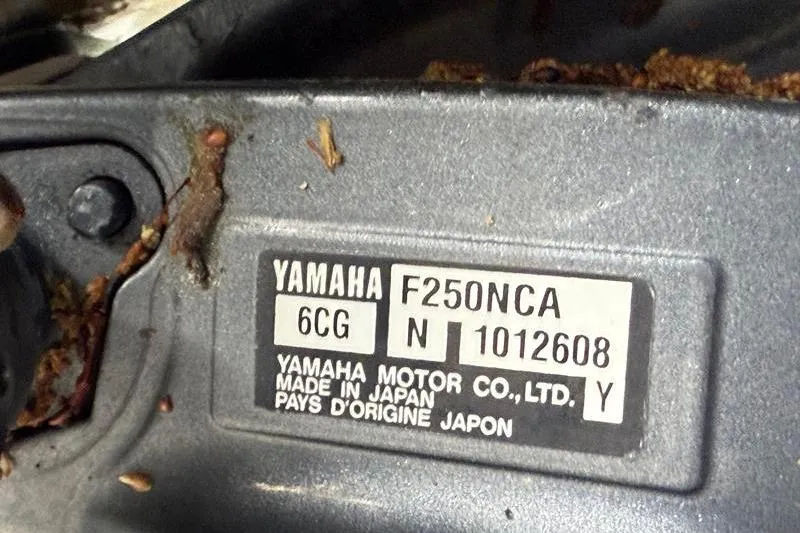 YAMAHA F250NCA
6CG N 1012608
YAMAHA MOTOR CO.,LTD. Y
MADE IN JAPAN
PAYS D'ORIGINE JAPON